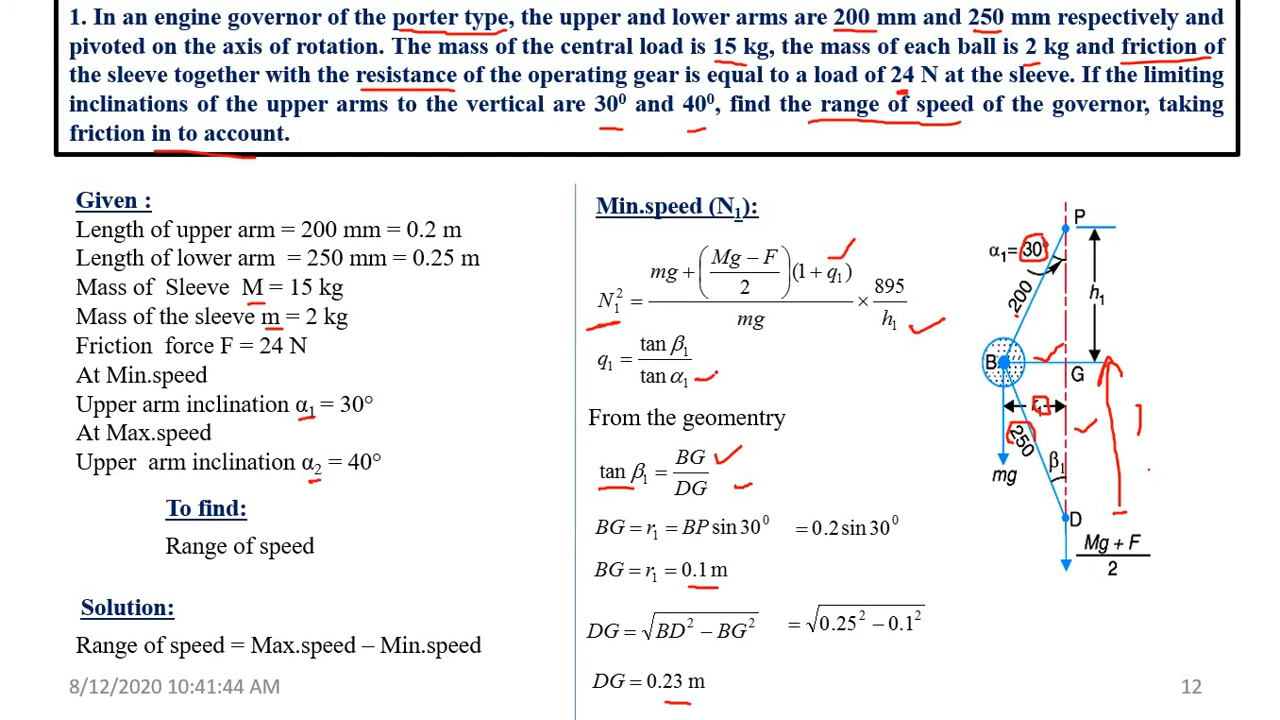 1. In an engine governor of the porter type, the upper and lower arms are 200 mm and 250 mm respectively and
pivoted on the axis of rotation. The mass of the central load is 15 kg, the mass of each ball is 2 kg and friction of
the sleeve together with the resistance of the operating gear is equal to a load of 24 N at the sleeve. If the limiting
inclinations of the upper arms to the vertical are 30⁰ and 40⁰, find the range of speed of the governor, taking
friction in to account.
Given :
Length of upper arm = 200 mm = 0.2 m
Length of lower arm = 250 mm = 0.25 m
Mass of Sleeve M = 15 kg
Mass of the sleeve m = 2 kg
Friction force F = 24 N
At Min.speed
Upper arm inclination α₁ = 30°
At Max.speed
Upper arm inclination α₂ = 40°
To find:
Range of speed
Solution:
Range of speed = Max.speed – Min.speed
8/12/2020 10:41:44 AM
Min.speed (N₁):
N₁² = (mg + ((Mg − F)/2)(1 + q₁))/mg × 895/h₁
q₁ = tan β₁/tan α₁
From the geomentry
tan β₁ = BG/DG
BG = r₁ = BP sin 30⁰ = 0.2 sin 30⁰
BG = r₁ = 0.1 m
DG = √(BD² − BG²) = √(0.25² − 0.1²)
DG = 0.23 m
P
α₁= 30°
200
h₁
B
G
250
β₁
mg
D
(Mg + F)/2
12